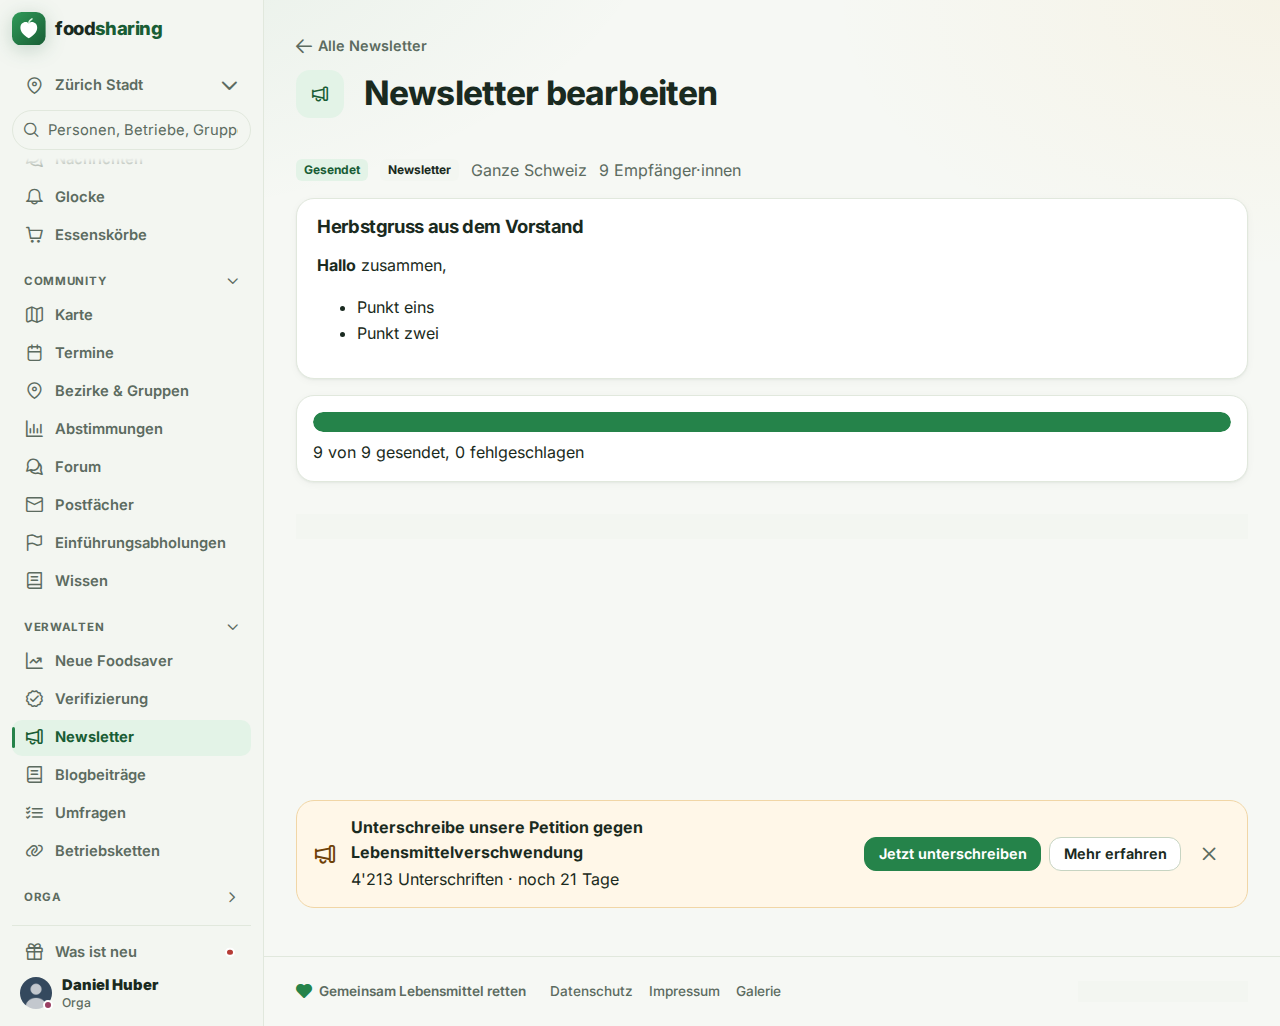 foodsharing
Zürich Stadt
Personen, Betriebe, Grupp
Nachrichten
Glocke
Essenskörbe
COMMUNITY
Karte
Termine
Bezirke & Gruppen
Abstimmungen
Forum
Postfächer
Einführungsabholungen
Wissen
VERWALTEN
Neue Foodsaver
Verifizierung
Newsletter
Blogbeiträge
Umfragen
Betriebsketten
ORGA
Was ist neu
Daniel Huber
Orga
Alle Newsletter
Newsletter bearbeiten
Gesendet Newsletter Ganze Schweiz 9 Empfänger·innen
Herbstgruss aus dem Vorstand
Hallo zusammen,
• Punkt eins
• Punkt zwei
9 von 9 gesendet, 0 fehlgeschlagen
Unterschreibe unsere Petition gegen
Lebensmittelverschwendung
4'213 Unterschriften · noch 21 Tage
Jetzt unterschreiben Mehr erfahren
Gemeinsam Lebensmittel retten Datenschutz Impressum Galerie